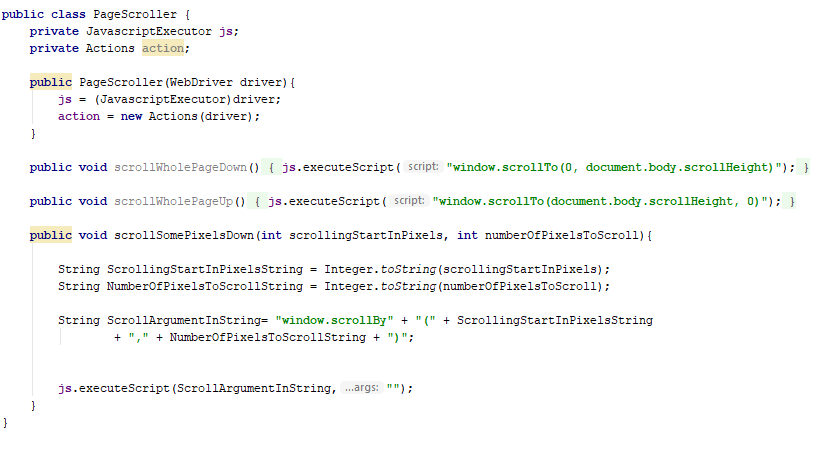 public class PageScroller {
    private JavascriptExecutor js;
    private Actions action;
    public PageScroller(WebDriver driver){
        js = (JavascriptExecutor)driver;
        action = new Actions(driver);
    }
    public void scrollWholePageDown() { js.executeScript( script: "window.scrollTo(0, document.body.scrollHeight)"); }
    public void scrollWholePageUp() { js.executeScript( script: "window.scrollTo(document.body.scrollHeight, 0)"); }
    public void scrollSomePixelsDown(int scrollingStartInPixels, int numberOfPixelsToScroll){
        String ScrollingStartInPixelsString = Integer.toString(scrollingStartInPixels);
        String NumberOfPixelsToScrollString = Integer.toString(numberOfPixelsToScroll);
        String ScrollArgumentInString= "window.scrollBy" + "(" + ScrollingStartInPixelsString
                + "," + NumberOfPixelsToScrollString + ")";
        js.executeScript(ScrollArgumentInString, ...args: "");
    }
}